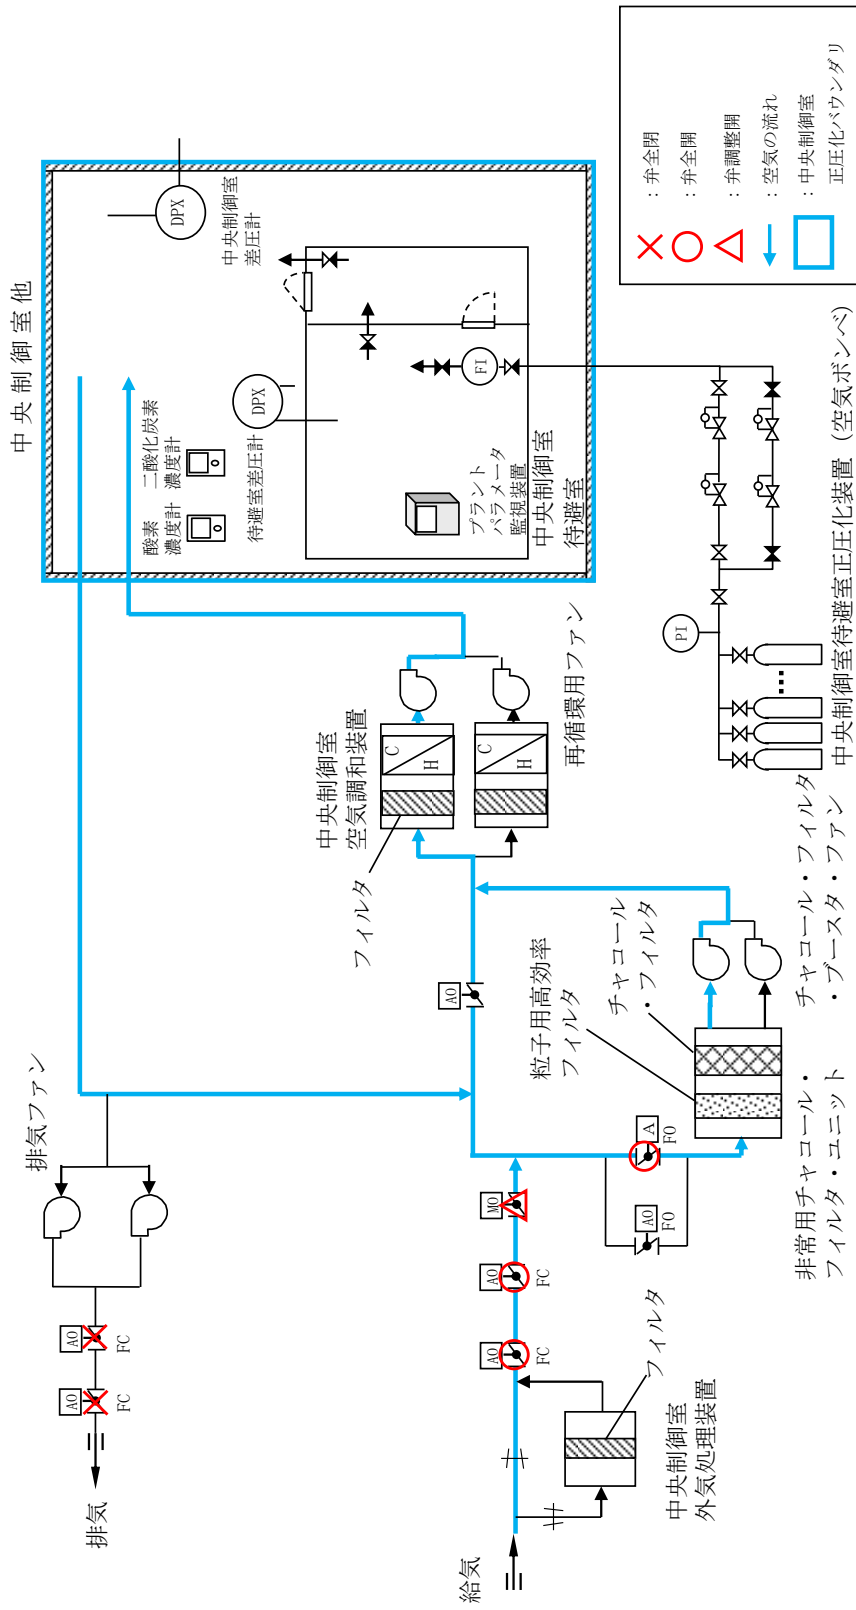 中央制御室他
酸素
濃度計
二酸化炭素
濃度計
待避室差圧計
DPX
DPX
中央制御室
差圧計
プラント
パラメータ
監視装置
中央制御室
待避室
FI
排気ファン
AO
FC
AO
FC
排気
給気
AO
FC
AO
FC
MO
フィルタ
中央制御室
外気処理装置
AO
FO
A
FO
AO
フィルタ
中央制御室
空気調和装置
C
H
C
H
再循環用ファン
粒子用高効率
フィルタ
チャコール
・フィルタ
非常用チャコール・
フィルタ・ユニット
チャコール・フィルタ
・ブースタ・ファン
PI
中央制御室待避室正圧化装置（空気ボンベ）
：弁全閉
：弁全開
：弁調整開
：空気の流れ
：中央制御室
正圧化バウンダリ